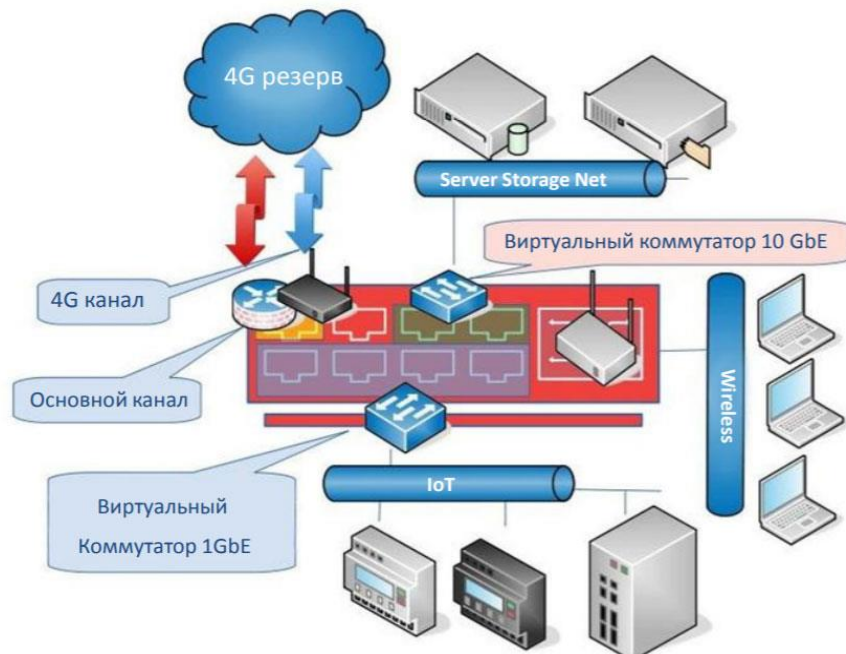 4G резерв
Server Storage Net
Виртуальный коммутатор 10 GbE
4G канал
Основной канал
Wireless
IoT
Виртуальный
Коммутатор 1GbE